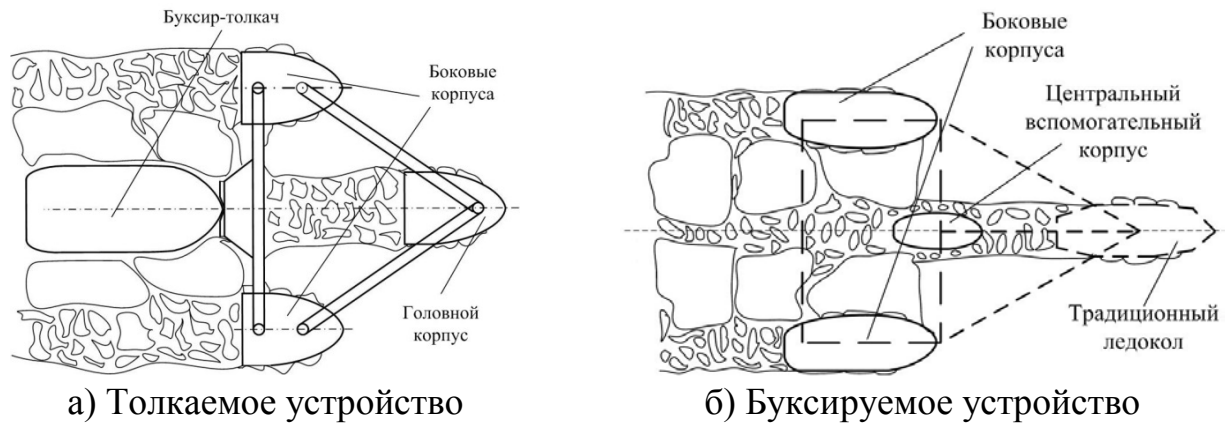 Буксир-толкач
Боковые
корпуса
Головной
корпус
а) Толкаемое устройство
Боковые
корпуса
Центральный
вспомогательный
корпус
Традиционный
ледокол
б) Буксируемое устройство